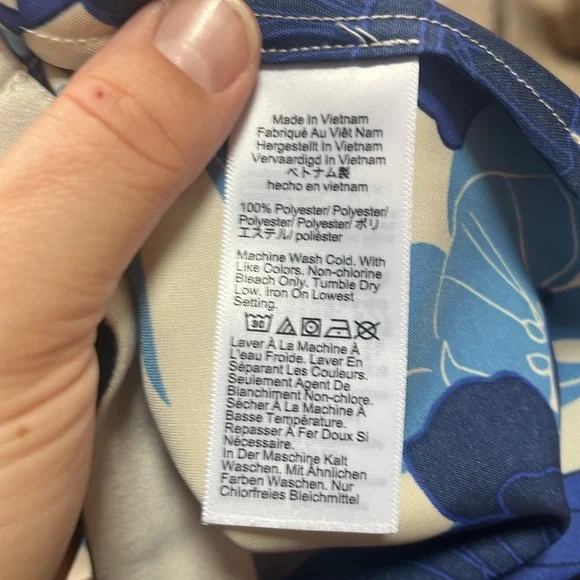 Made In Vietnam
Fabriqué Au Việt Nam
Hergestellt In Vietnam
Vervaardigd In Vietnam
ベトナム製
hecho en vietnam
100% Polyester/ Polyester/
Polyester/ Polyester/ ポリ
エステル/ poliéster
Machine Wash Cold. With
Like Colors. Non-chlorine
Bleach Only. Tumble Dry
Low. Iron On Lowest
Setting.
30
Laver À La Machine À
L'eau Froide. Laver En
Séparant Les Couleurs.
Seulement Agent De
Blanchiment Non-chlore.
Sécher À La Machine À
Basse Température.
Repasser À Fer Doux Si
Nécessaire.
In Der Maschine Kalt
Waschen. Mit Ähnlichen
Farben Waschen. Nur
Chlorfreies Bleichmittel